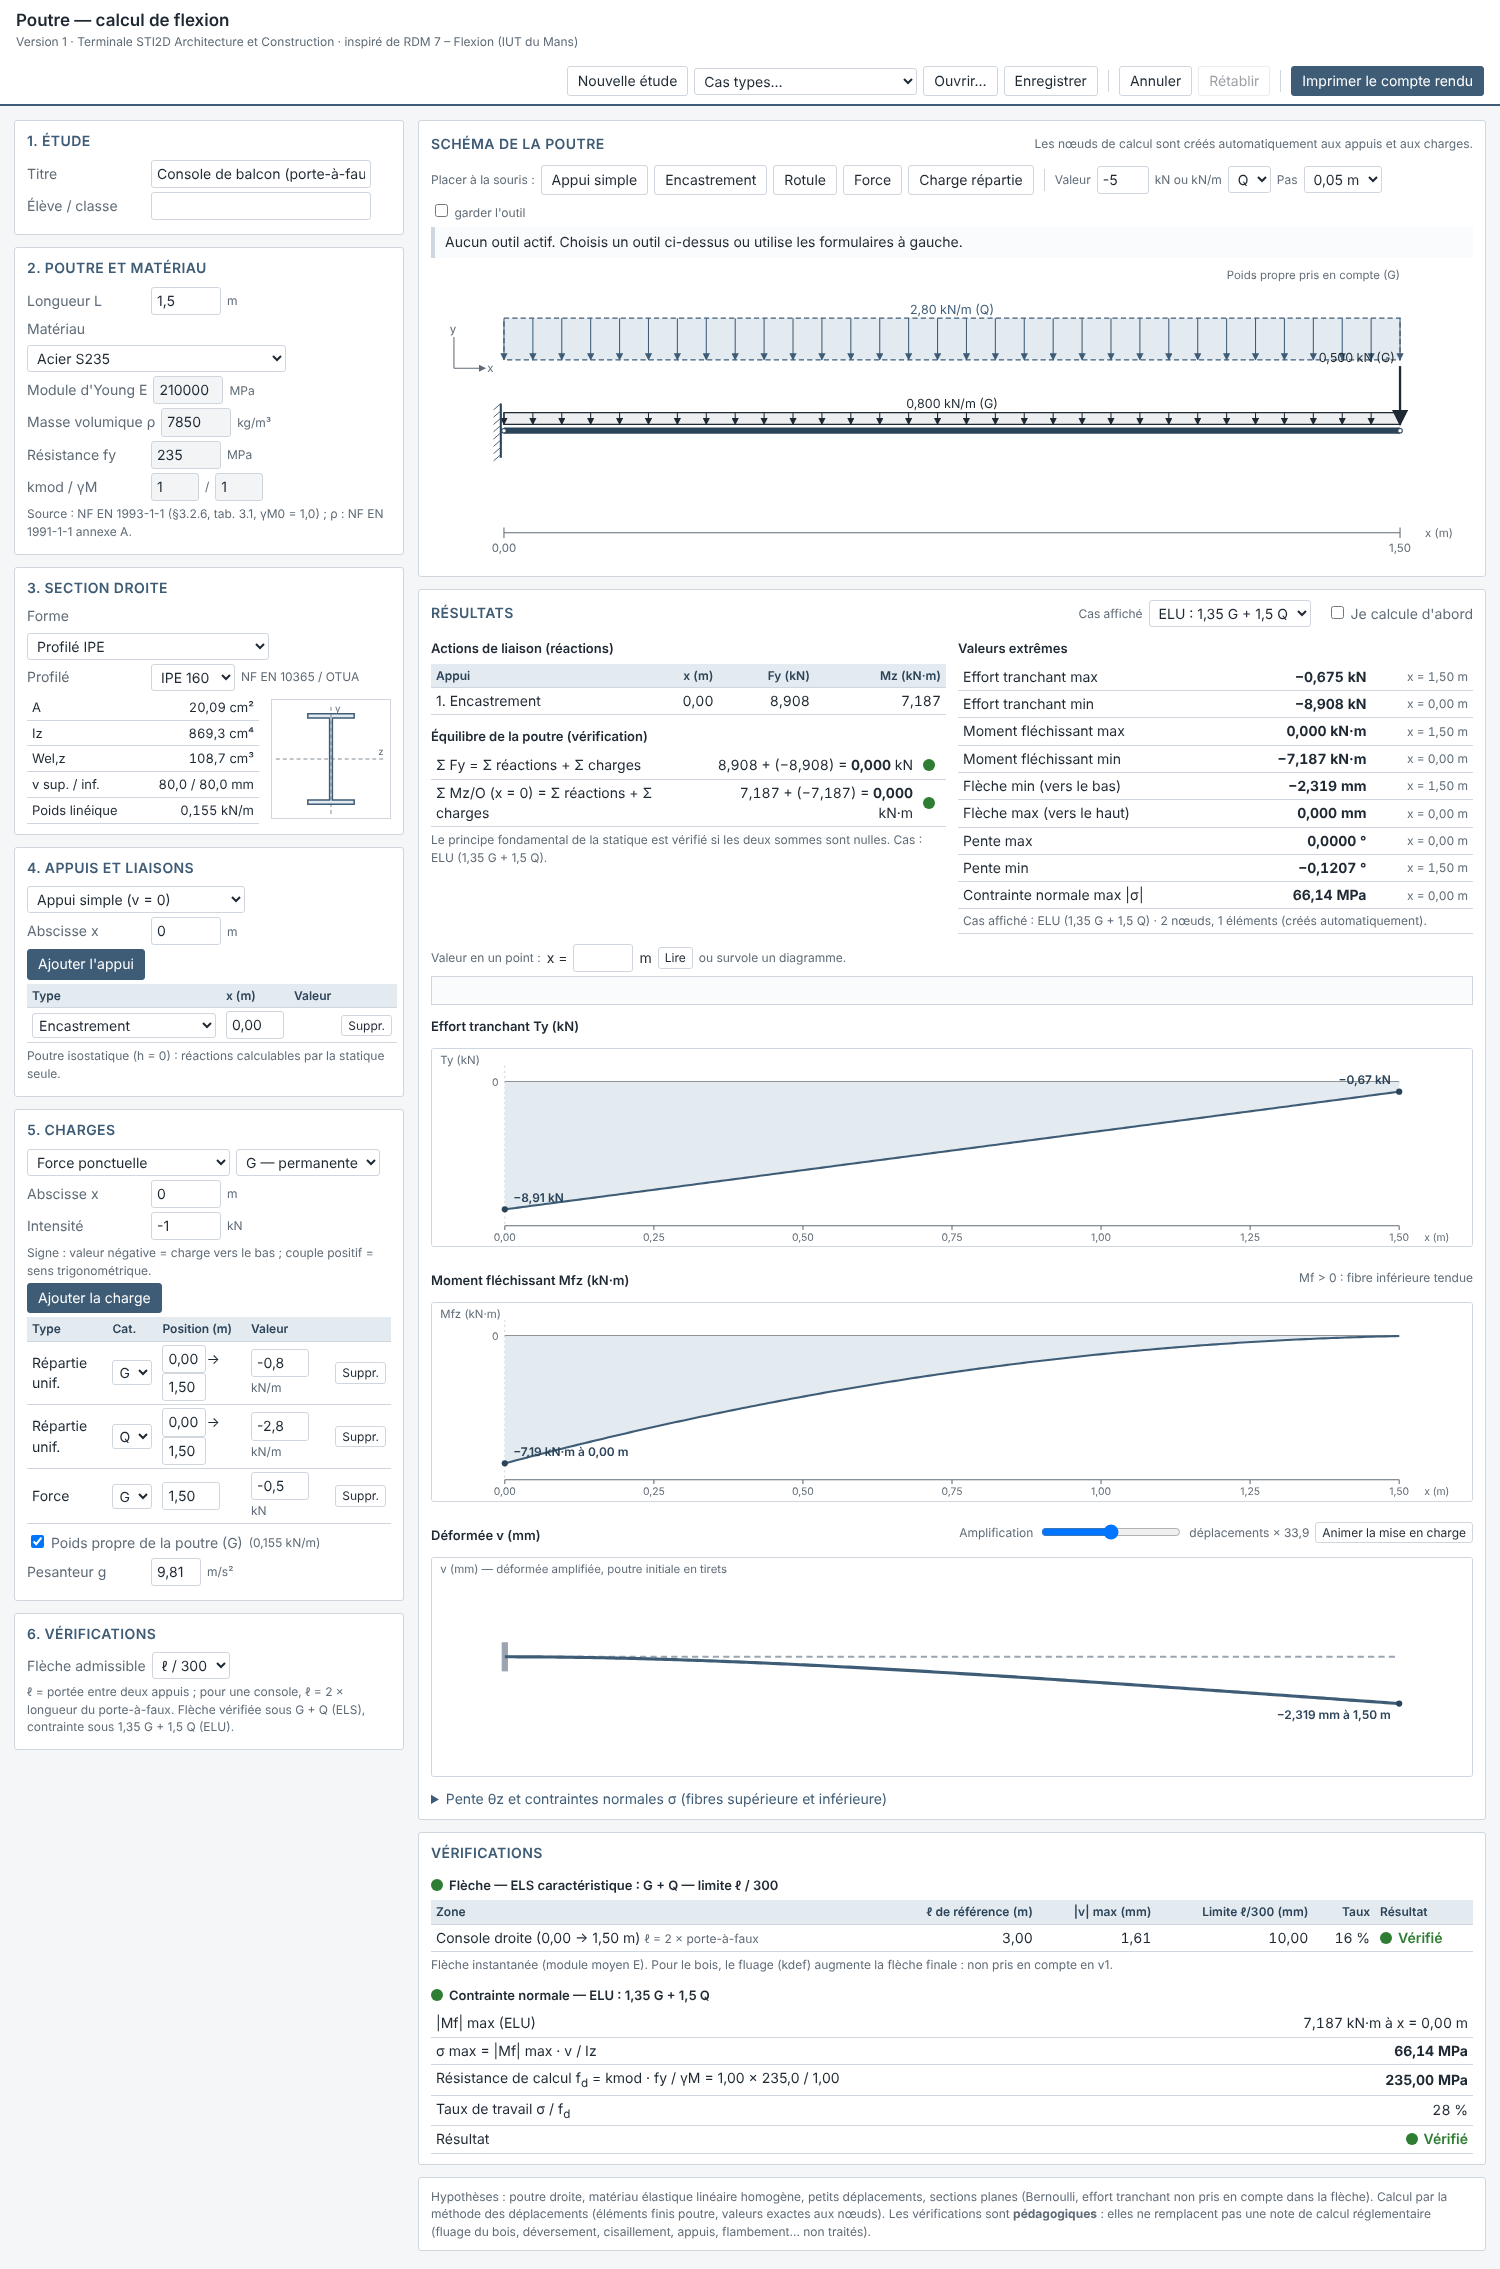 Poutre — calcul de flexion
Version 1 · Terminale STI2D Architecture et Construction · inspiré de RDM 7 – Flexion (IUT du Mans)
Nouvelle étude
Cas types...
Ouvrir...
Enregistrer
Annuler
Rétablir
Imprimer le compte rendu
1. ÉTUDE
Titre
Console de balcon (porte-à-fau
Élève / classe
2. POUTRE ET MATÉRIAU
Longueur L 1,5 m
Matériau
Acier S235
Module d'Young E 210000 MPa
Masse volumique ρ 7850 kg/m³
Résistance fy 235 MPa
kmod / γM 1 / 1
Source : NF EN 1993-1-1 (§3.2.6, tab. 3.1, γM0 = 1,0) ; ρ : NF EN
1991-1-1 annexe A.
3. SECTION DROITE
Forme
Profilé IPE
Profilé IPE 160 NF EN 10365 / OTUA
A 20,09 cm²
Iz 869,3 cm⁴
Wel,z 108,7 cm³
v sup. / inf. 80,0 / 80,0 mm
Poids linéique 0,155 kN/m
y
z
4. APPUIS ET LIAISONS
Appui simple (v = 0)
Abscisse x 0 m
Ajouter l'appui
Type x (m) Valeur
Encastrement 0,00 Suppr.
Poutre isostatique (h = 0) : réactions calculables par la statique
seule.
5. CHARGES
Force ponctuelle G — permanente
Abscisse x 0 m
Intensité -1 kN
Signe : valeur négative = charge vers le bas ; couple positif =
sens trigonométrique.
Ajouter la charge
Type Cat. Position (m) Valeur
Répartie unif. G 0,00 → 1,50 -0,8 kN/m Suppr.
Répartie unif. Q 0,00 → 1,50 -2,8 kN/m Suppr.
Force G 1,50 -0,5 kN Suppr.
Poids propre de la poutre (G) (0,155 kN/m)
Pesanteur g 9,81 m/s²
6. VÉRIFICATIONS
Flèche admissible ℓ / 300
ℓ = portée entre deux appuis ; pour une console, ℓ = 2 ×
longueur du porte-à-faux. Flèche vérifiée sous G + Q (ELS),
contrainte sous 1,35 G + 1,5 Q (ELU).
SCHÉMA DE LA POUTRE
Les nœuds de calcul sont créés automatiquement aux appuis et aux charges.
Placer à la souris : Appui simple Encastrement Rotule Force Charge répartie Valeur -5 kN ou kN/m Q Pas 0,05 m
garder l'outil
Aucun outil actif. Choisis un outil ci-dessus ou utilise les formulaires à gauche.
Poids propre pris en compte (G)
2,80 kN/m (Q)
y
x
0,500 kN (G)
0,800 kN/m (G)
0,00 1,50 x (m)
RÉSULTATS
Cas affiché ELU : 1,35 G + 1,5 Q Je calcule d'abord
Actions de liaison (réactions)
Appui x (m) Fy (kN) Mz (kN·m)
1. Encastrement 0,00 8,908 7,187
Équilibre de la poutre (vérification)
Σ Fy = Σ réactions + Σ charges 8,908 + (−8,908) = 0,000 kN
Σ Mz/O (x = 0) = Σ réactions + Σ charges 7,187 + (−7,187) = 0,000 kN·m
Le principe fondamental de la statique est vérifié si les deux sommes sont nulles. Cas :
ELU (1,35 G + 1,5 Q).
Valeurs extrêmes
Effort tranchant max −0,675 kN x = 1,50 m
Effort tranchant min −8,908 kN x = 0,00 m
Moment fléchissant max 0,000 kN·m x = 1,50 m
Moment fléchissant min −7,187 kN·m x = 0,00 m
Flèche min (vers le bas) −2,319 mm x = 1,50 m
Flèche max (vers le haut) 0,000 mm x = 0,00 m
Pente max 0,0000 ° x = 0,00 m
Pente min −0,1207 ° x = 1,50 m
Contrainte normale max |σ| 66,14 MPa x = 0,00 m
Cas affiché : ELU (1,35 G + 1,5 Q) · 2 nœuds, 1 éléments (créés automatiquement).
Valeur en un point : x = m Lire ou survole un diagramme.
Effort tranchant Ty (kN)
Ty (kN)
0
−0,67 kN
−8,91 kN
0,00 0,25 0,50 0,75 1,00 1,25 1,50 x (m)
Moment fléchissant Mfz (kN·m)
Mf > 0 : fibre inférieure tendue
Mfz (kN·m)
0
−7,19 kN·m à 0,00 m
0,00 0,25 0,50 0,75 1,00 1,25 1,50 x (m)
Déformée v (mm)
Amplification déplacements × 33,9 Animer la mise en charge
v (mm) — déformée amplifiée, poutre initiale en tirets
−2,319 mm à 1,50 m
▶ Pente θz et contraintes normales σ (fibres supérieure et inférieure)
VÉRIFICATIONS
Flèche — ELS caractéristique : G + Q — limite ℓ / 300
Zone ℓ de référence (m) |v| max (mm) Limite ℓ/300 (mm) Taux Résultat
Console droite (0,00 → 1,50 m) ℓ = 2 × porte-à-faux 3,00 1,61 10,00 16 % Vérifié
Flèche instantanée (module moyen E). Pour le bois, le fluage (kdef) augmente la flèche finale : non pris en compte en v1.
Contrainte normale — ELU : 1,35 G + 1,5 Q
|Mf| max (ELU) 7,187 kN·m à x = 0,00 m
σ max = |Mf| max · v / Iz 66,14 MPa
Résistance de calcul fd = kmod · fy / γM = 1,00 × 235,0 / 1,00 235,00 MPa
Taux de travail σ / fd 28 %
Résultat Vérifié
Hypothèses : poutre droite, matériau élastique linéaire homogène, petits déplacements, sections planes (Bernoulli, effort tranchant non pris en compte dans la flèche). Calcul par la
méthode des déplacements (éléments finis poutre, valeurs exactes aux nœuds). Les vérifications sont pédagogiques : elles ne remplacent pas une note de calcul réglementaire
(fluage du bois, déversement, cisaillement, appuis, flambement... non traités).